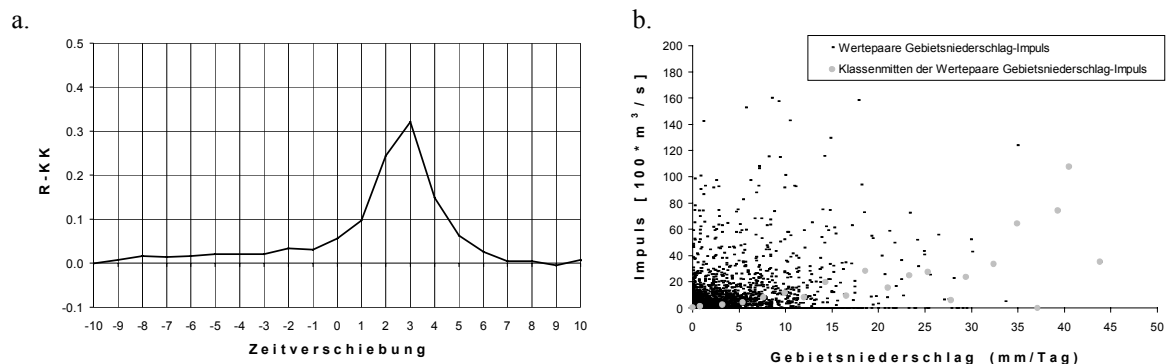 a.
0.5
0.4
0.3
0.2
0.1
0.0
-0.1
R-KK
-10 -9 -8 -7 -6 -5 -4 -3 -2 -1 0 1 2 3 4 5 6 7 8 9 10
Zeitverschiebung
b.
Wertepaare Gebietsniederschlag-Impuls
Klassenmitten der Wertepaare Gebietsniederschlag-Impuls
200
180
160
140
120
100
80
60
40
20
0
Impuls [100*m³/s]
0 5 10 15 20 25 30 35 40 45 50
Gebietsniederschlag (mm/Tag)